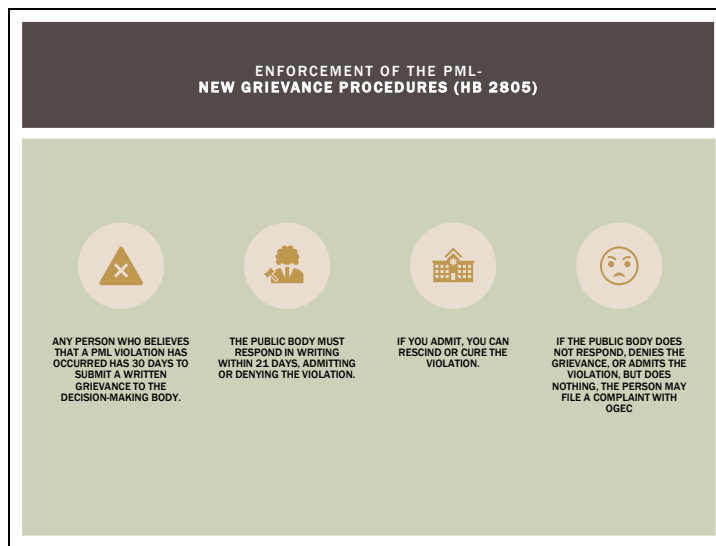 ENFORCEMENT OF THE PML-
NEW GRIEVANCE PROCEDURES (HB 2805)
ANY PERSON WHO BELIEVES
THAT A PML VIOLATION HAS
OCCURRED HAS 30 DAYS TO
SUBMIT A WRITTEN
GRIEVANCE TO THE
DECISION-MAKING BODY.
THE PUBLIC BODY MUST
RESPOND IN WRITING
WITHIN 21 DAYS, ADMITTING
OR DENYING THE VIOLATION.
IF YOU ADMIT, YOU CAN
RESCIND OR CURE THE
VIOLATION.
IF THE PUBLIC BODY DOES
NOT RESPOND, DENIES THE
GRIEVANCE, OR ADMITS THE
VIOLATION, BUT DOES
NOTHING, THE PERSON MAY
FILE A COMPLAINT WITH
OGEC